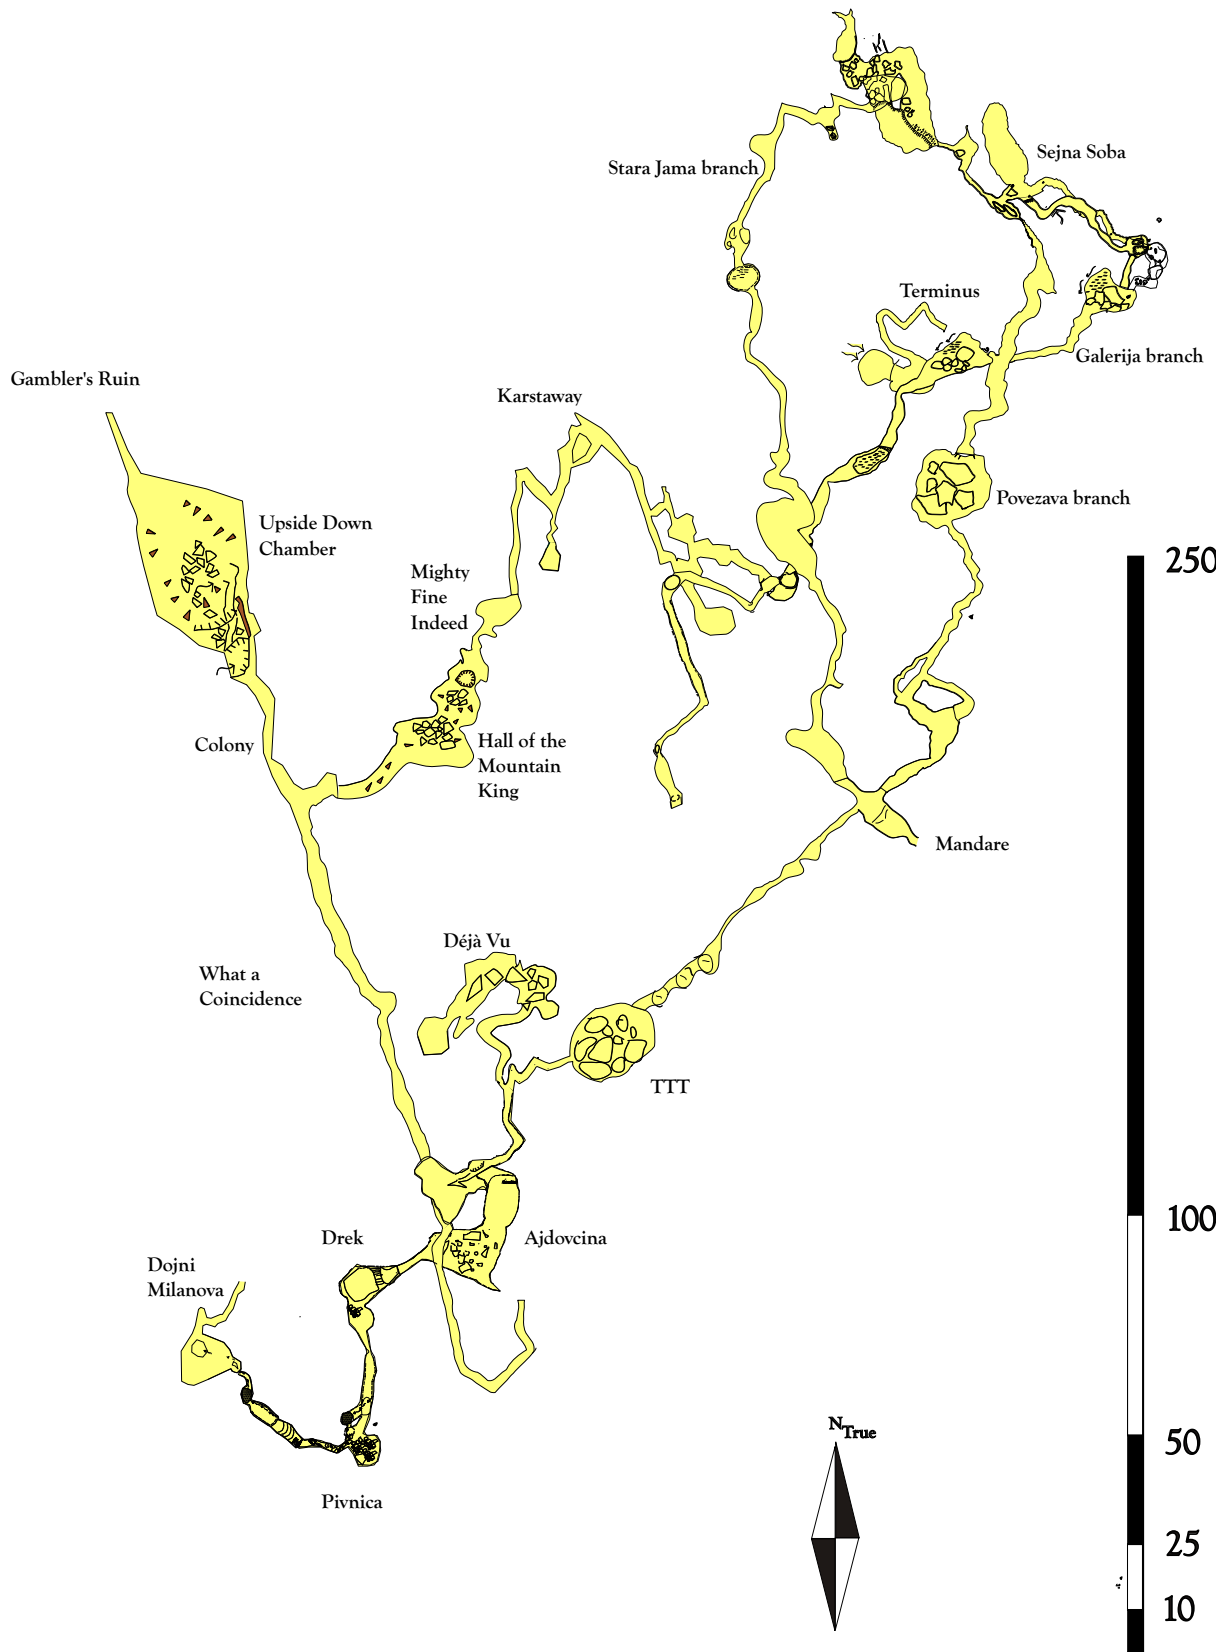 Sejna Soba
Stara Jama branch
Terminus
Galerija branch
Gambler's Ruin
Karstaway
Povezava branch
Upside Down
Chamber
250
Mighty
Fine
Indeed
Colony
Hall of the
Mountain
King
Mandare
Déjà Vu
What a
Coincidence
TTT
100
Drek
Ajdovcina
Dojni
Milanova
N True
50
Pivnica
25
10